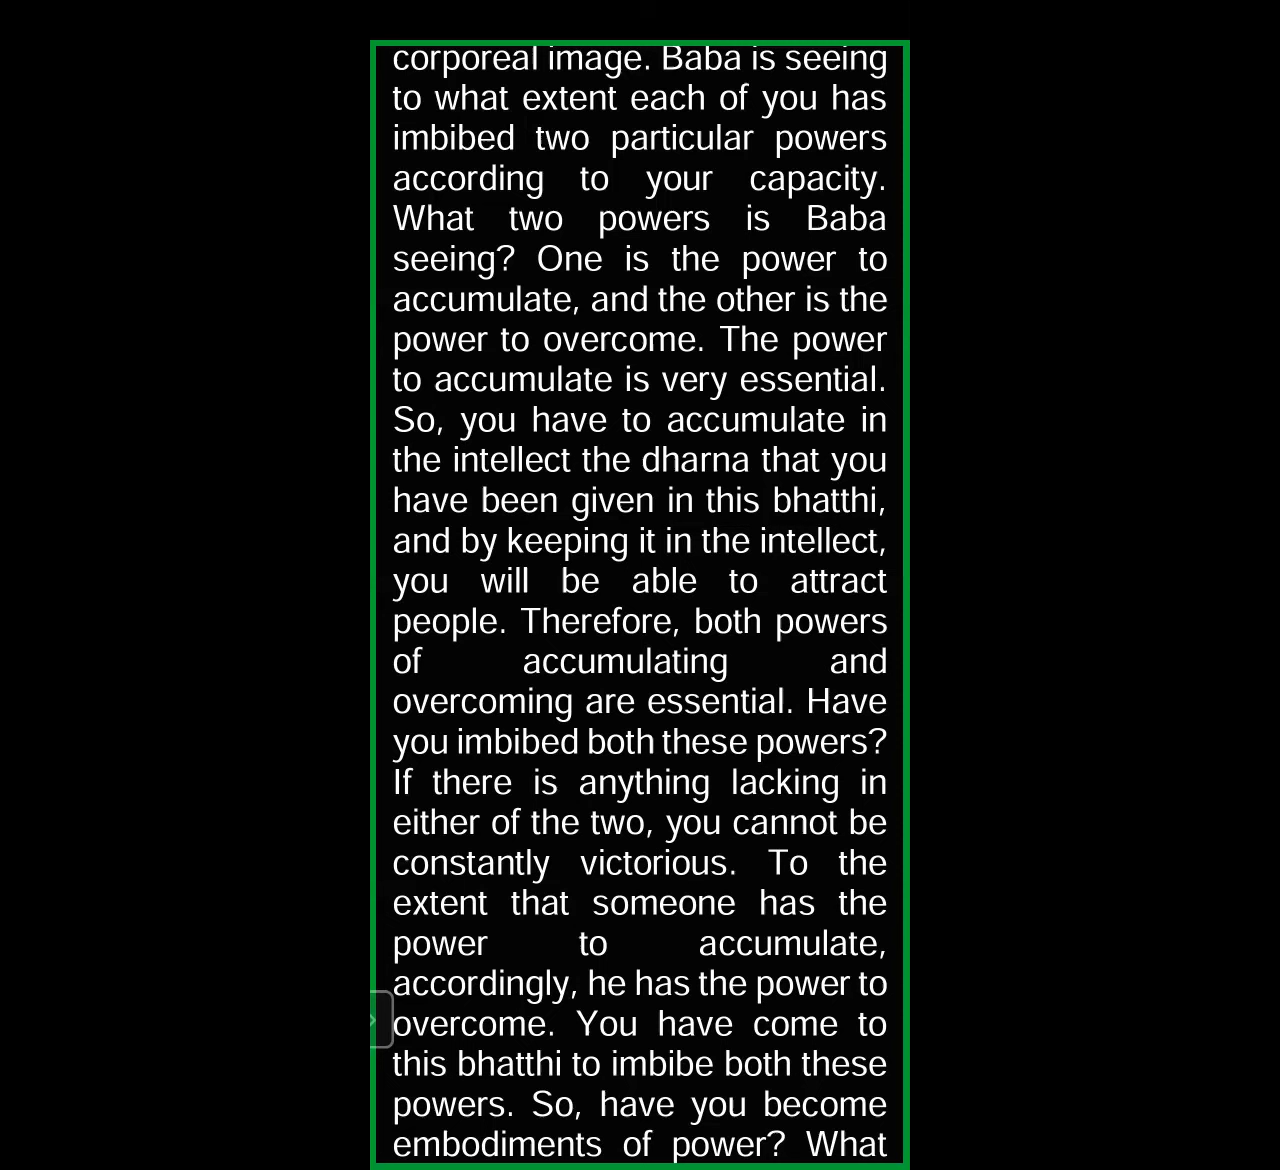 corporeal image. Baba is seeing
to what extent each of you has
imbibed two particular powers
according to your capacity.
What two powers is Baba
seeing? One is the power to
accumulate, and the other is the
power to overcome. The power
to accumulate is very essential.
So, you have to accumulate in
the intellect the dharna that you
have been given in this bhatthi,
and by keeping it in the intellect,
you will be able to attract
people. Therefore, both powers
of accumulating and
overcoming are essential. Have
you imbibed both these powers?
If there is anything lacking in
either of the two, you cannot be
constantly victorious. To the
extent that someone has the
power to accumulate,
accordingly, he has the power to
overcome. You have come to
this bhatthi to imbibe both these
powers. So, have you become
embodiments of power? What